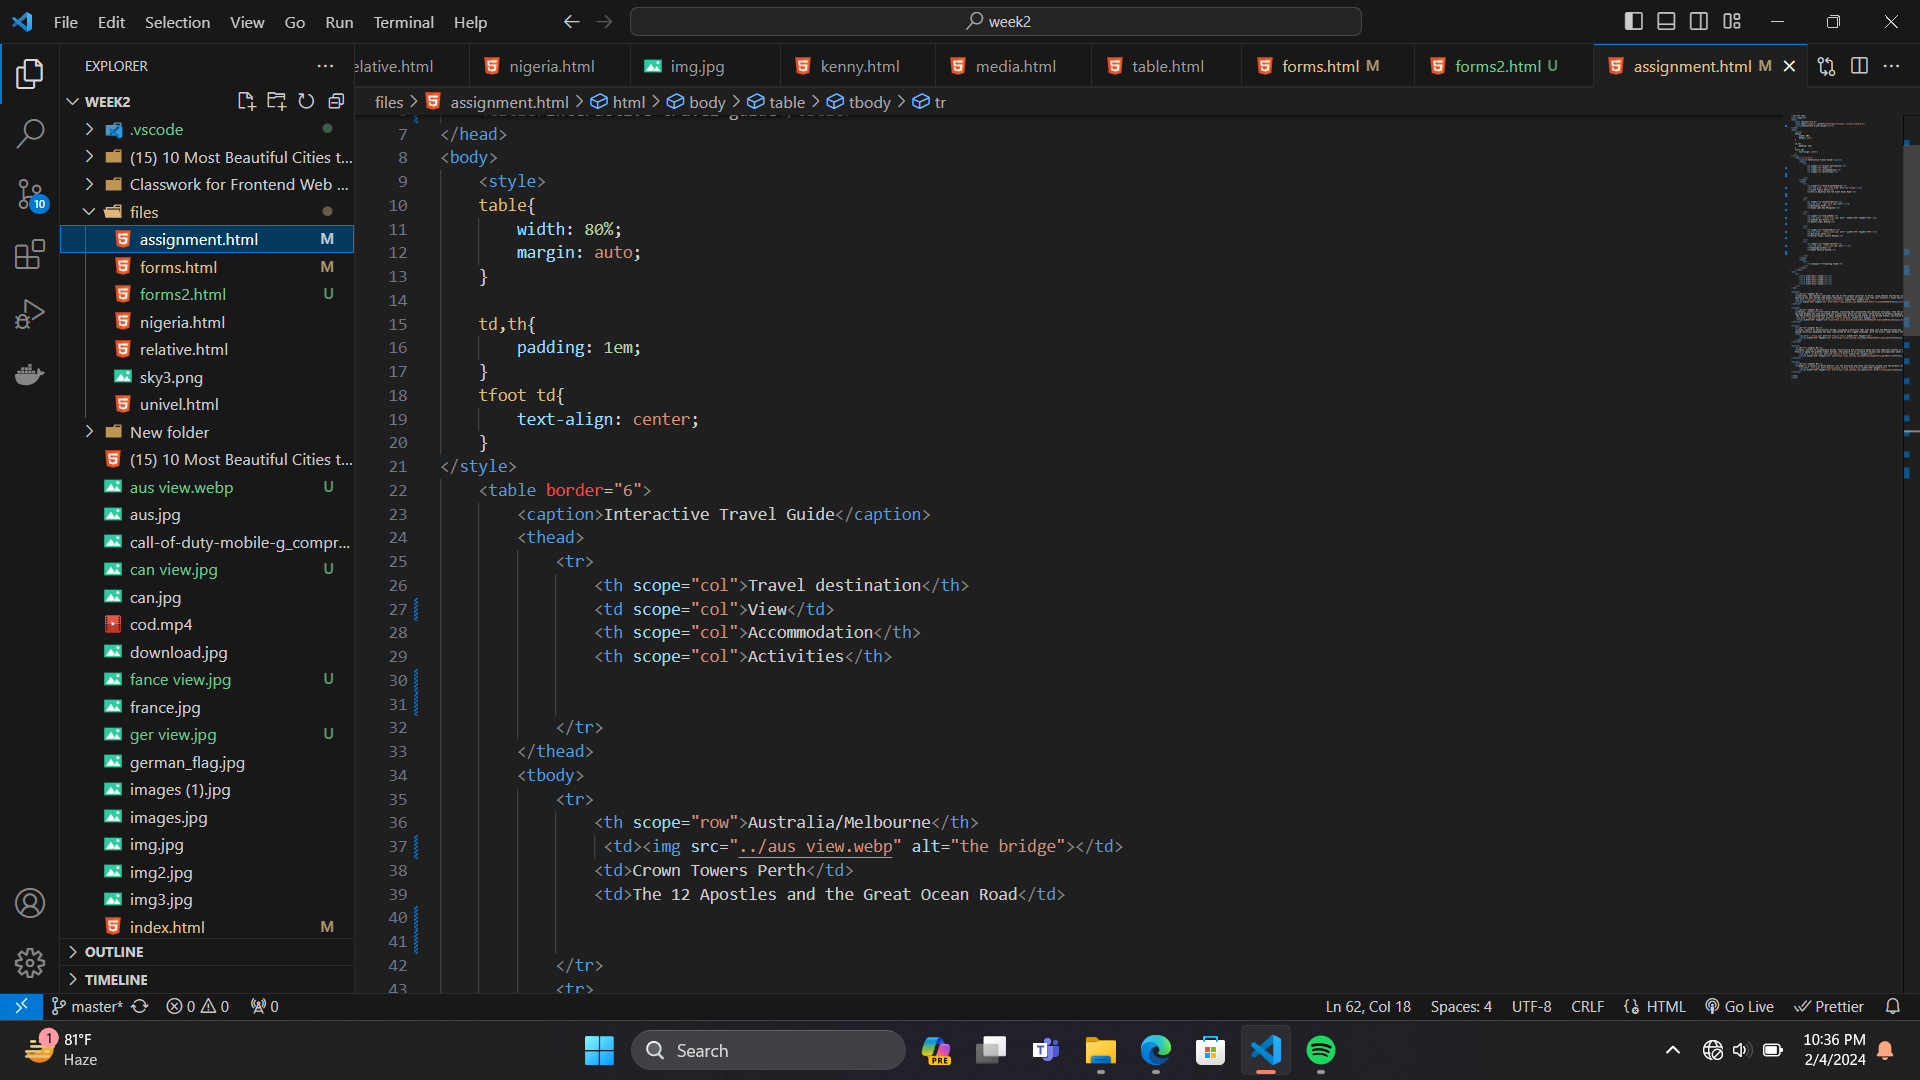 File Edit Selection View Go Run Terminal Help
week2
EXPLORER
WEEK2
.vscode
(15) 10 Most Beautiful Cities t...
Classwork for Frontend Web ...
files
assignment.html M
forms.html M
forms2.html U
nigeria.html
relative.html
sky3.png
univel.html
New folder
(15) 10 Most Beautiful Cities t...
aus view.webp U
aus.jpg
call-of-duty-mobile-g_compr...
can view.jpg U
can.jpg
cod.mp4
download.jpg
fance view.jpg U
france.jpg
ger view.jpg U
german_flag.jpg
images (1).jpg
images.jpg
img.jpg
img2.jpg
img3.jpg
index.html M
OUTLINE
TIMELINE
elative.html nigeria.html img.jpg kenny.html media.html table.html forms.html M forms2.html U assignment.html M
files > assignment.html > html > body > table > tbody > tr
7 </head>
8 <body>
9 <style>
10 table{
11 width: 80%;
12 margin: auto;
13 }
14
15 td,th{
16 padding: 1em;
17 }
18 tfoot td{
19 text-align: center;
20 }
21 </style>
22 <table border="6">
23 <caption>Interactive Travel Guide</caption>
24 <thead>
25 <tr>
26 <th scope="col">Travel destination</th>
27 <td scope="col">View</td>
28 <th scope="col">Accommodation</th>
29 <th scope="col">Activities</th>
30
31
32 </tr>
33 </thead>
34 <tbody>
35 <tr>
36 <th scope="row">Australia/Melbourne</th>
37 <td><img src="../aus view.webp" alt="the bridge"></td>
38 <td>Crown Towers Perth</td>
39 <td>The 12 Apostles and the Great Ocean Road</td>
40
41
42 </tr>
43 <tr>
10
master* 0 0 0
Ln 62, Col 18 Spaces: 4 UTF-8 CRLF HTML Go Live Prettier
1
81°F
Haze
Search
PRE
10:36 PM
2/4/2024